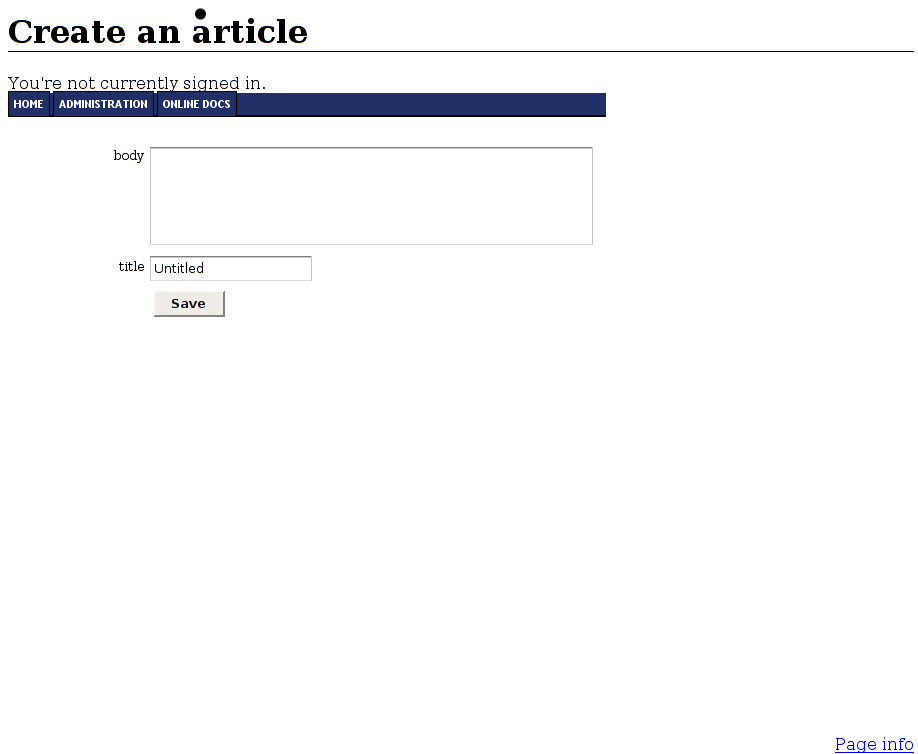 Create an article
You're not currently signed in.
HOME ADMINISTRATION ONLINE DOCS
body
title Untitled
Save
Page info